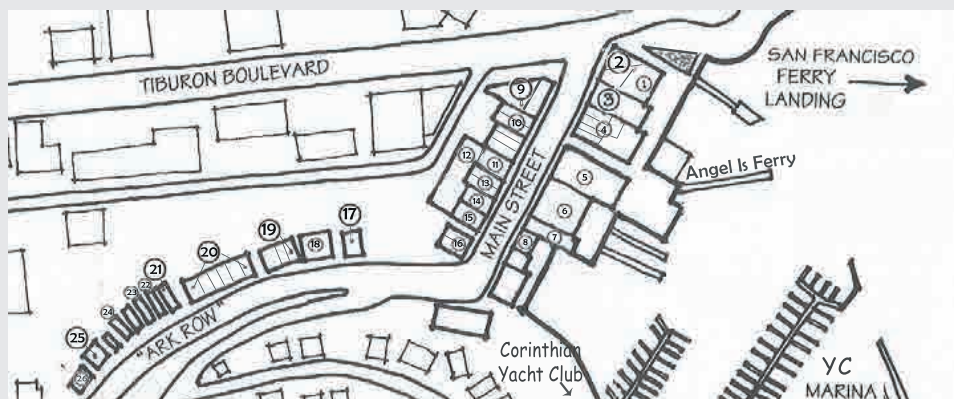 TIBURON BOULEVARD
SAN FRANCISCO
FERRY
LANDING
Angel Is Ferry
MAIN STREET
"ARK ROW"
Corinthian
Yacht Club
YC
MARINA
1
2
3
4
5
6
7
8
9
10
11
12
13
14
15
16
17
18
19
20
21
22
23
24
25
26